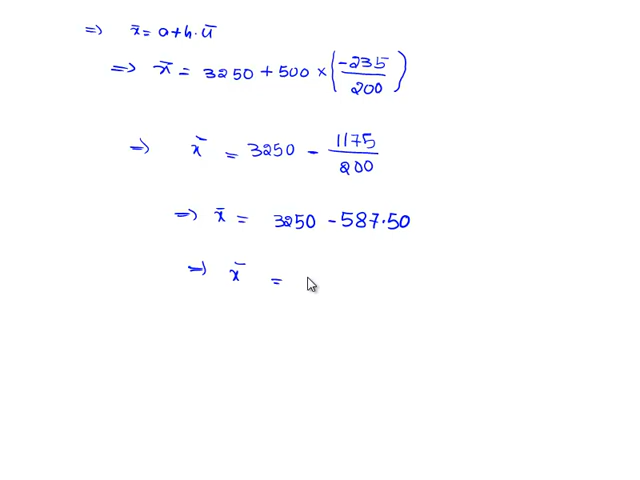 ⇒ x̄ = a + h · ū
⇒ x̄ = 3250 + 500 × (-235/200)
⇒ x̄ = 3250 - 1175/200
⇒ x̄ = 3250 - 587.50
⇒ x̄ =